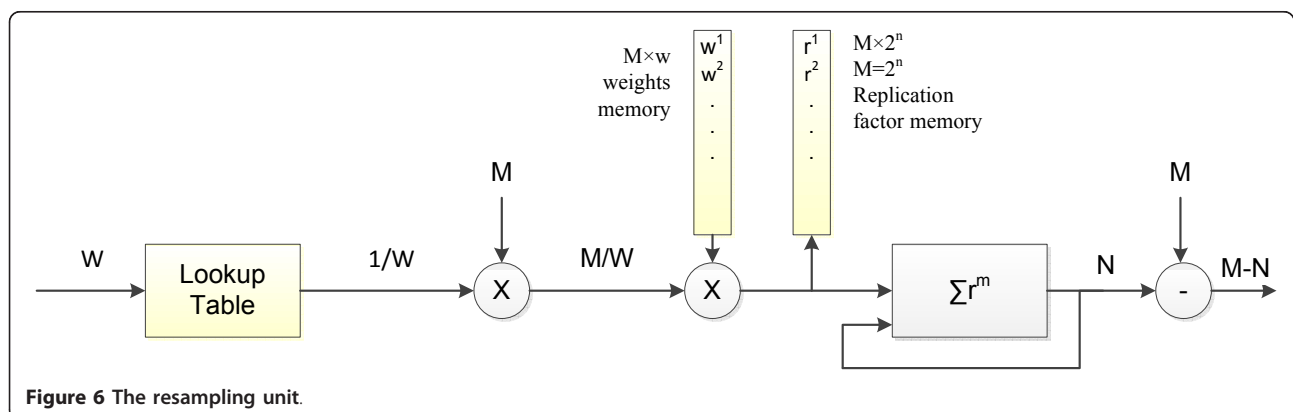 M×w
weights
memory
w¹
w²
.
.
.
r¹
r²
.
.
.
M×2ⁿ
M=2ⁿ
Replication
factor memory
M
M
W
Lookup
Table
1/W
X
M/W
X
∑rᵐ
N
-
M-N
Figure 6 The resampling unit.